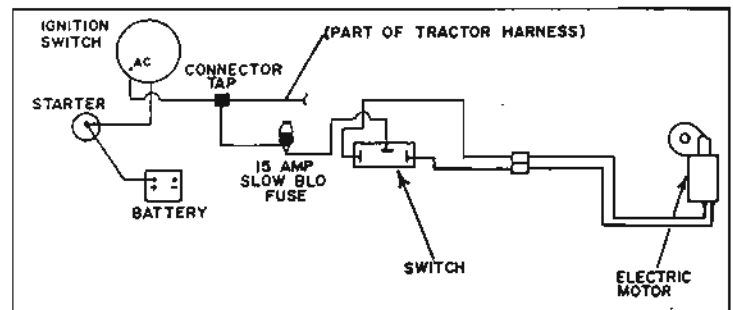 IGNITION
SWITCH
AC
(PART OF TRACTOR HARNESS)
CONNECTOR
TAP
STARTER
15 AMP
SLOW BLO
FUSE
BATTERY
SWITCH
ELECTRIC
MOTOR